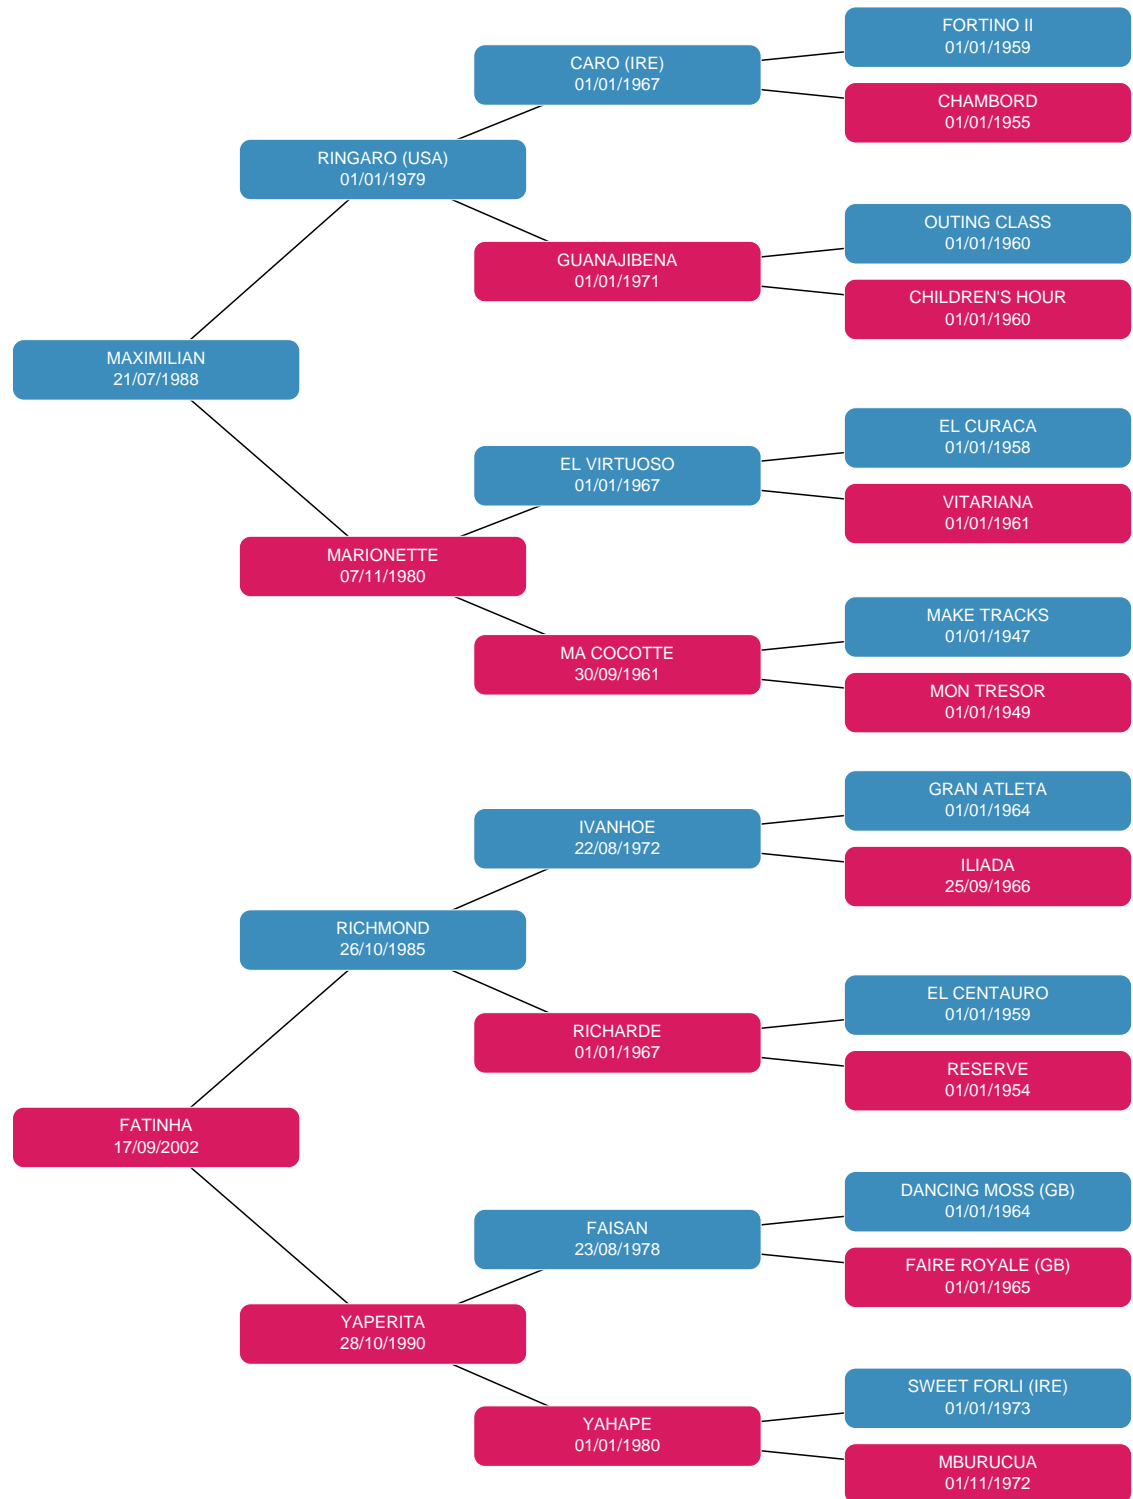 FORTINO II
01/01/1959
CARO (IRE)
01/01/1967
CHAMBORD
01/01/1955
RINGARO (USA)
01/01/1979
OUTING CLASS
01/01/1960
GUANAJIBENA
01/01/1971
CHILDREN'S HOUR
01/01/1960
MAXIMILIAN
21/07/1988
EL CURACA
01/01/1958
EL VIRTUOSO
01/01/1967
VITARIANA
01/01/1961
MARIONETTE
07/11/1980
MAKE TRACKS
01/01/1947
MA COCOTTE
30/09/1961
MON TRESOR
01/01/1949
GRAN ATLETA
01/01/1964
IVANHOE
22/08/1972
ILIADA
25/09/1966
RICHMOND
26/10/1985
EL CENTAURO
01/01/1959
RICHARDE
01/01/1967
RESERVE
01/01/1954
FATINHA
17/09/2002
DANCING MOSS (GB)
01/01/1964
FAISAN
23/08/1978
FAIRE ROYALE (GB)
01/01/1965
YAPERITA
28/10/1990
SWEET FORLI (IRE)
01/01/1973
YAHAPE
01/01/1980
MBURUCUA
01/11/1972